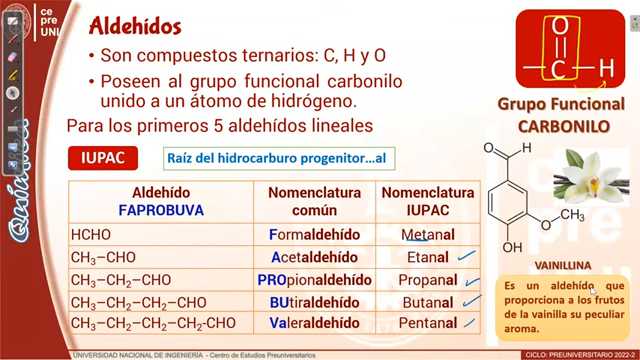 ce
pre
UNI
Química
Aldehídos
• Son compuestos ternarios: C, H y O
• Poseen al grupo funcional carbonilo
unido a un átomo de hidrógeno.
Para los primeros 5 aldehídos lineales
IUPAC
Raíz del hidrocarburo progenitor...al
Aldehído
FAPROBUVA
Nomenclatura
común
Nomenclatura
IUPAC
HCHO Formaldehído Metanal
CH3–CHO Acetaldehído Etanal
CH3–CH2–CHO PROpionaldehído Propanal
CH3–CH2–CH2–CHO BUtiraldehído Butanal
CH3–CH2–CH2–CH2-CHO Valeraldehído Pentanal
O
C H
Grupo Funcional
CARBONILO
O H
O CH3
OH
VAINILLINA
Es un aldehído que
proporciona a los frutos
de la vainilla su peculiar
aroma.
UNIVERSIDAD NACIONAL DE INGENIERÍA - Centro de Estudios Preuniversitarios
CICLO: PREUNIVERSITARIO 2022-2